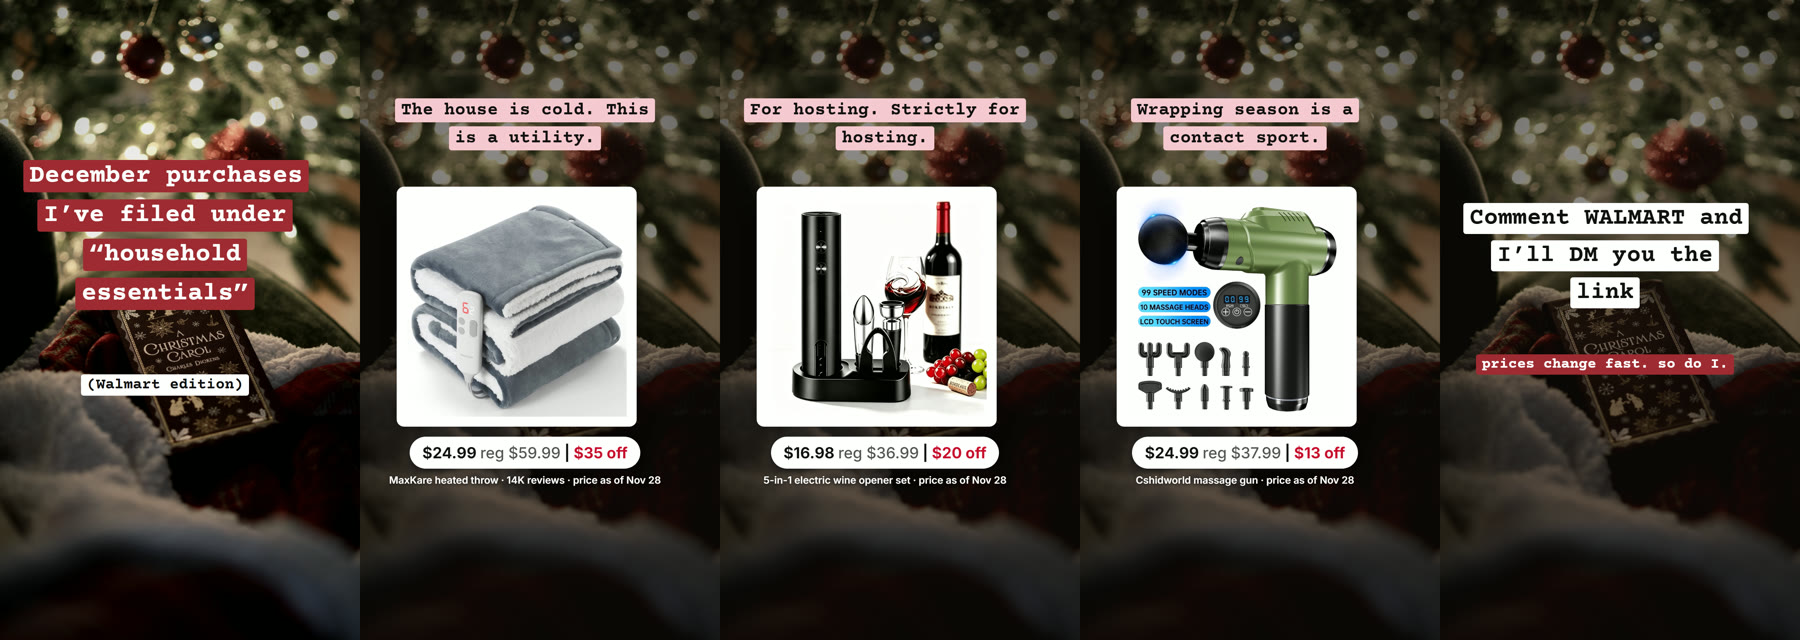 December purchases
I've filed under
“household
essentials”
A
CHRISTMAS
CAROL
CHARLES DICKENS
(Walmart edition)
The house is cold. This
is a utility.
6
$24.99 reg $59.99 | $35 off
MaxKare heated throw · 14K reviews · price as of Nov 28
For hosting. Strictly for
hosting.
$16.98 reg $36.99 | $20 off
5-in-1 electric wine opener set · price as of Nov 28
Wrapping season is a
contact sport.
99 SPEED MODES
10 MASSAGE HEADS
LCD TOUCH SCREEN
$24.99 reg $37.99 | $13 off
Cshidworld massage gun · price as of Nov 28
Comment WALMART and
I'll DM you the
link
CHRISTMAS
CAROL
prices change fast. so do I.